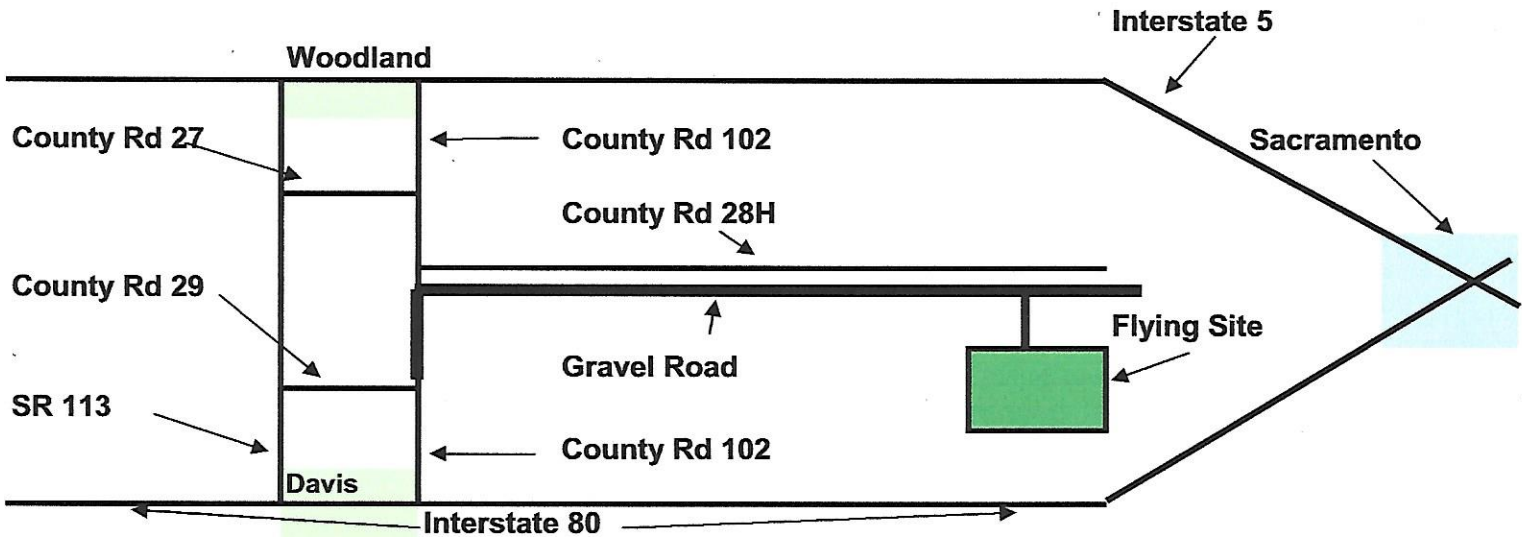 Interstate 5
Woodland
County Rd 27
County Rd 102
Sacramento
County Rd 28H
County Rd 29
Flying Site
Gravel Road
SR 113
County Rd 102
Davis
Interstate 80